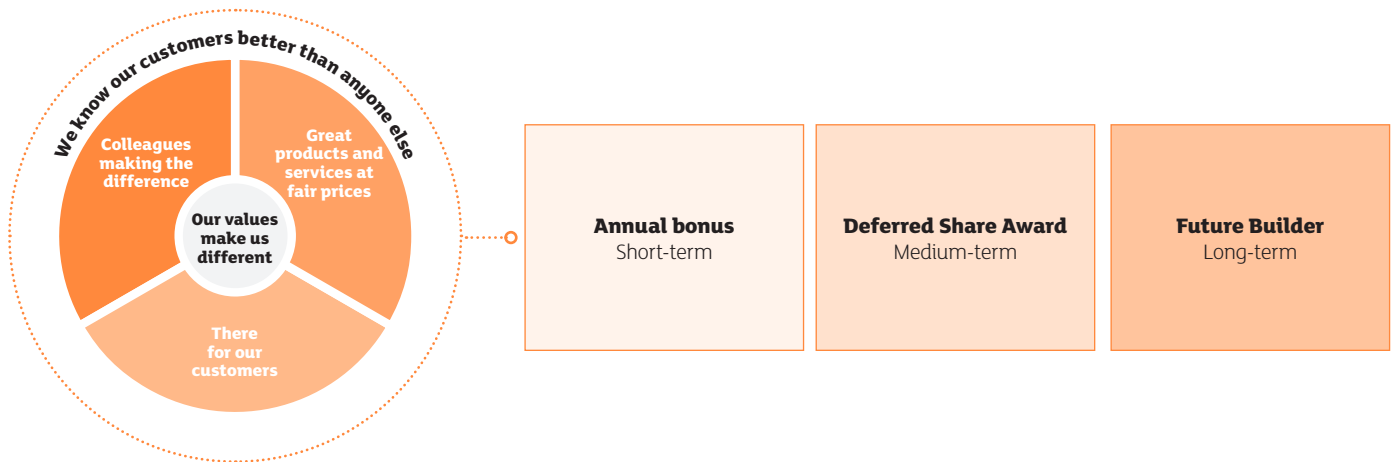 We know our customers better than anyone else
Colleagues
making the
difference
Great
products and
services at
fair prices
Our values
make us
different
There
for our
customers
Annual bonus
Short-term
Deferred Share Award
Medium-term
Future Builder
Long-term